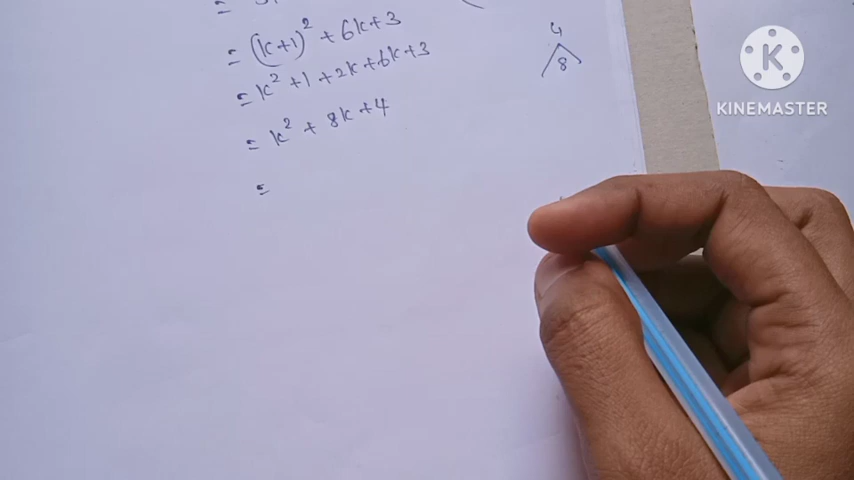 = (k+1)² + 6k+3
= k² + 1 + 2k + 6k + 3
= k² + 8k + 4
=
4
8
K
KINEMASTER